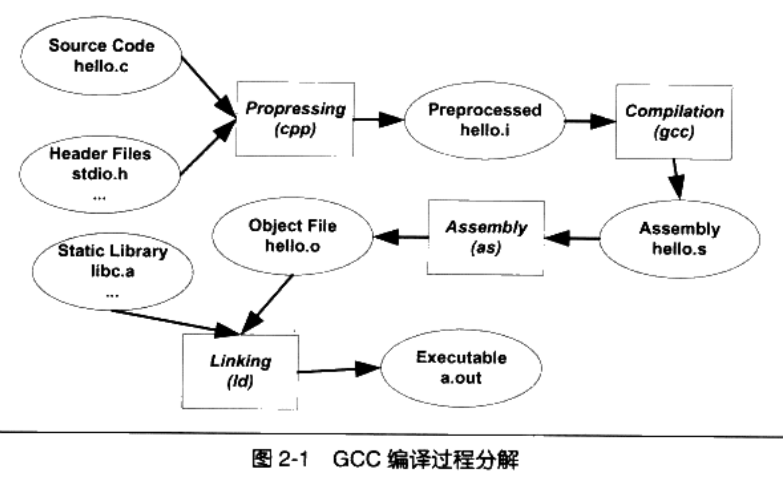 Source Code
hello.c
Header Files
stdio.h
...
Propressing
(cpp)
Preprocessed
hello.i
Compilation
(gcc)
Assembly
hello.s
Assembly
(as)
Object File
hello.o
Static Library
libc.a
...
Linking
(ld)
Executable
a.out
图 2-1 GCC 编译过程分解